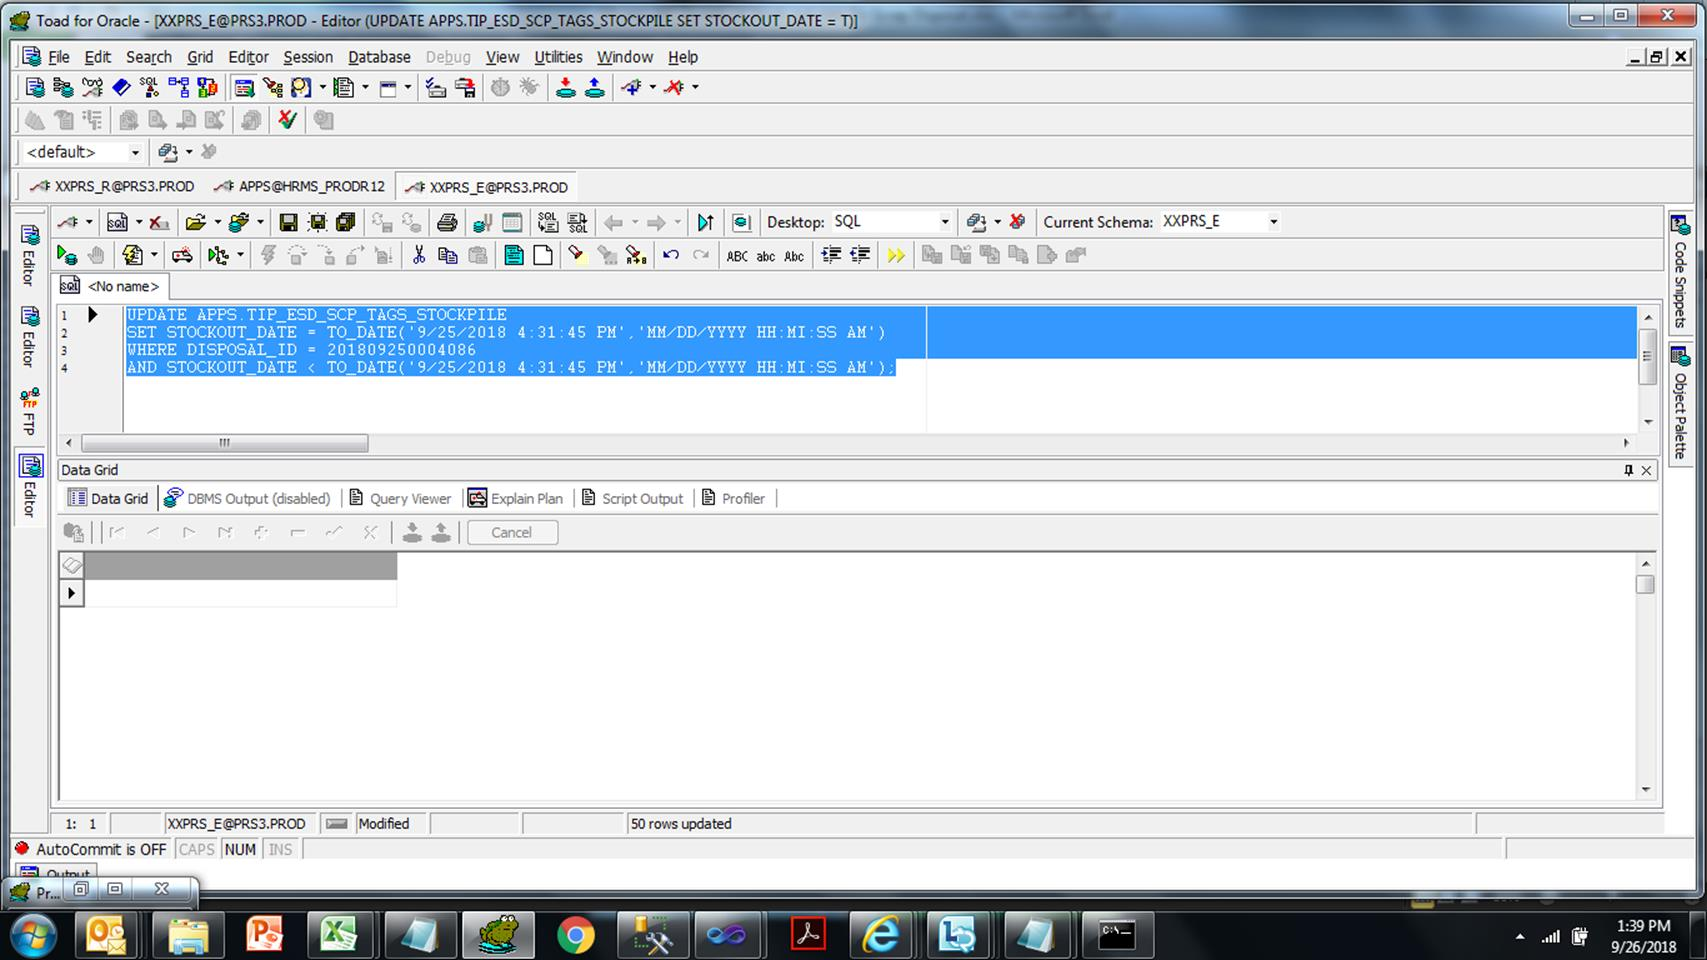 Toad for Oracle - [XXPRS_E@PRS3.PROD - Editor (UPDATE APPS.TIP_ESD_SCP_TAGS_STOCKPILE SET STOCKOUT_DATE = T)]
File Edit Search Grid Editor Session Database Debug View Utilities Window Help
<default>
XXPRS_R@PRS3.PROD APPS@HRMS_PRODR12 XXPRS_E@PRS3.PROD
Desktop: SQL Current Schema: XXPRS_E
ABC abc Abc
<No name>
1 UPDATE APPS.TIP_ESD_SCP_TAGS_STOCKPILE
2 SET STOCKOUT_DATE = TO_DATE('9/25/2018 4:31:45 PM','MM/DD/YYYY HH:MI:SS AM')
3 WHERE DISPOSAL_ID = 201809250004086
4 AND STOCKOUT_DATE < TO_DATE('9/25/2018 4:31:45 PM','MM/DD/YYYY HH:MI:SS AM');
Editor
Editor
FTP
Editor
Code Snippets
Object Palette
Data Grid
Data Grid DBMS Output (disabled) Query Viewer Explain Plan Script Output Profiler
Cancel
1: 1 XXPRS_E@PRS3.PROD Modified 50 rows updated
AutoCommit is OFF CAPS NUM INS
Output
Pr...
1:39 PM
9/26/2018